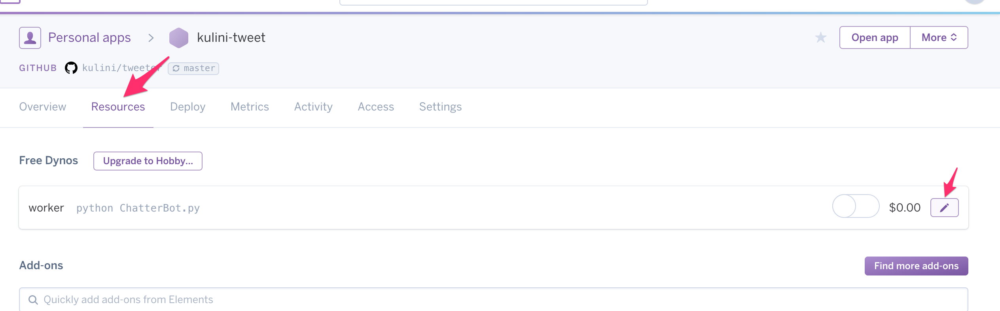 Personal apps > kulini-tweet
Open app
More
GITHUB kulini/tweeter master
Overview Resources Deploy Metrics Activity Access Settings
Free Dynos Upgrade to Hobby...
worker python ChatterBot.py $0.00
Add-ons
Find more add-ons
Quickly add add-ons from Elements